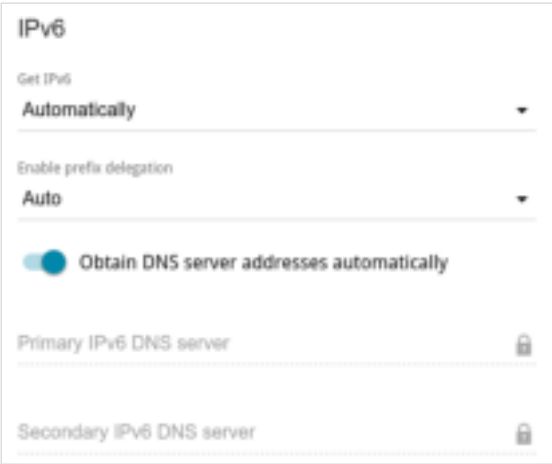 IPv6
Get IPv6
Automatically
Enable prefix delegation
Auto
Obtain DNS server addresses automatically
Primary IPv6 DNS server
Secondary IPv6 DNS server